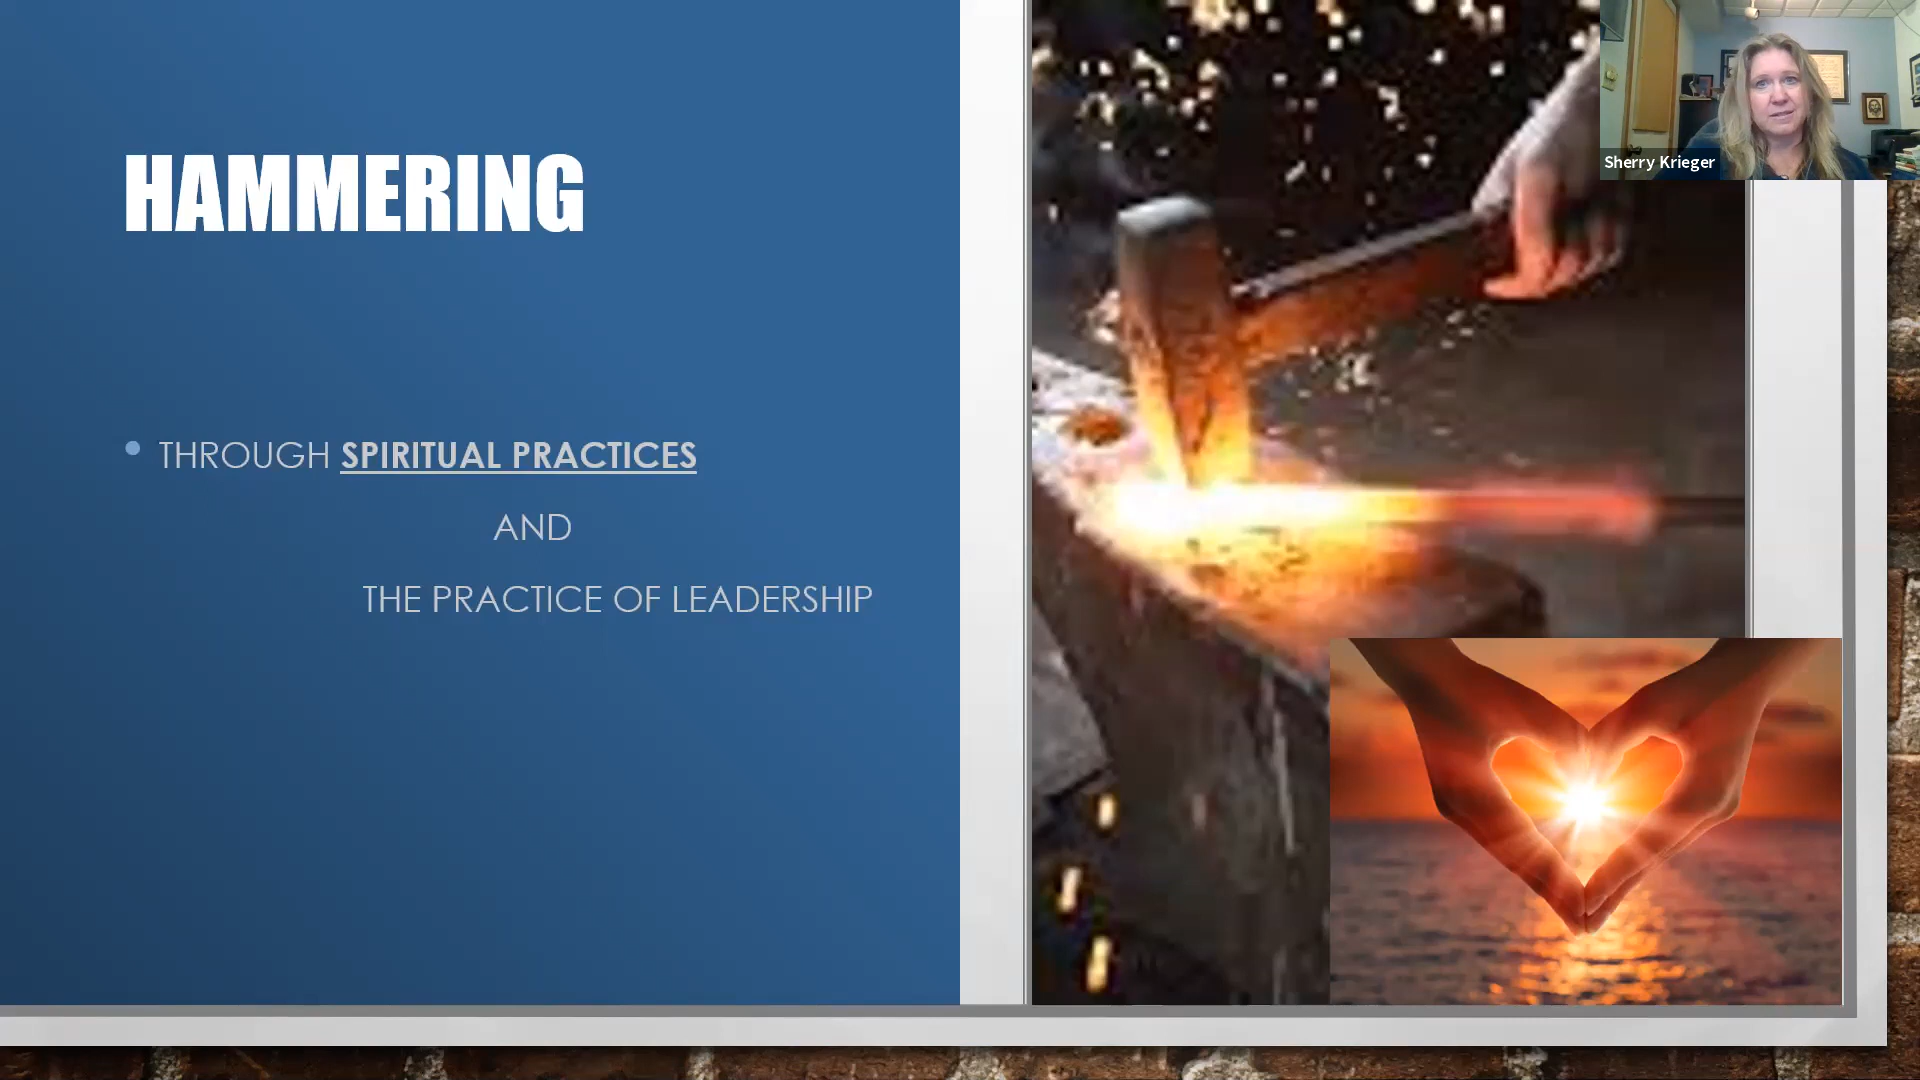 HAMMERING
• THROUGH SPIRITUAL PRACTICES
AND
THE PRACTICE OF LEADERSHIP
Sherry Krieger